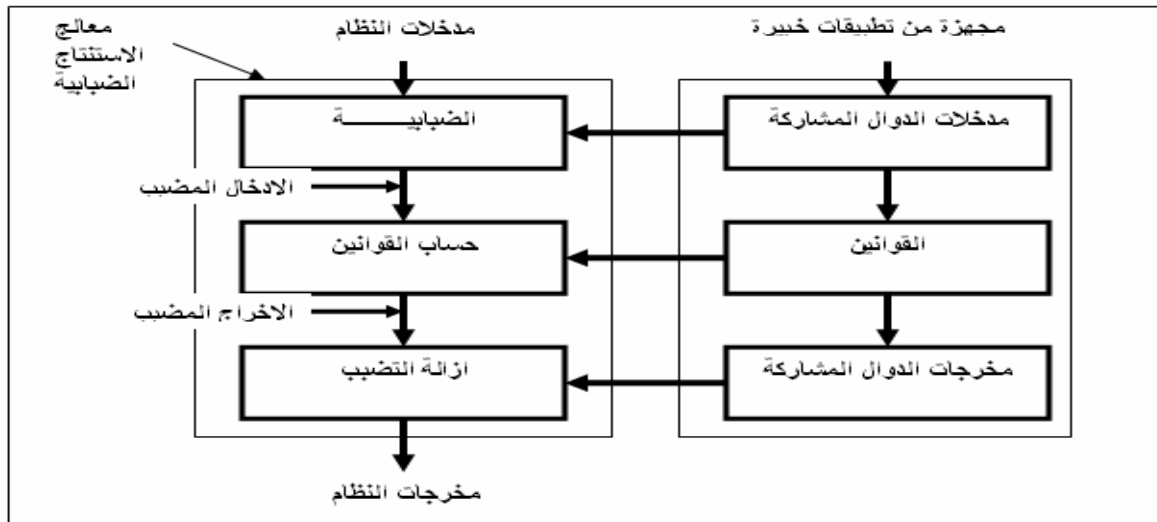 مجهزة من تطبيقات خبيرة
مدخلات النظام
معالج
الاستنتاج
الضبابية
مدخلات الدوال المشاركة
الضبابيـــــــــة
الادخال المضبب
القوانين
حساب القوانين
الاخراج المضبب
مخرجات الدوال المشاركة
ازالة التضبب
مخرجات النظام